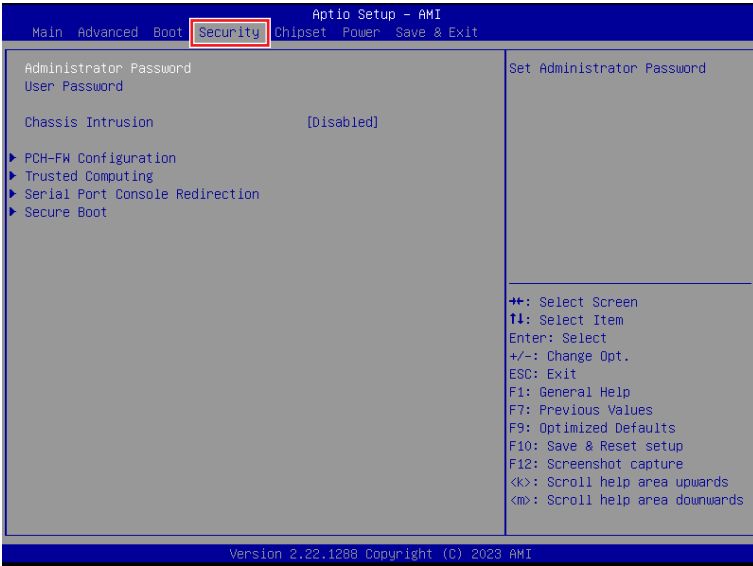 Aptio Setup – AMI
Main Advanced Boot Security Chipset Power Save & Exit
Administrator Password
User Password
Chassis Intrusion [Disabled]
PCH-FW Configuration
Trusted Computing
Serial Port Console Redirection
Secure Boot
Set Administrator Password
→←: Select Screen
↑↓: Select Item
Enter: Select
+/-: Change Opt.
ESC: Exit
F1: General Help
F7: Previous Values
F9: Optimized Defaults
F10: Save & Reset setup
F12: Screenshot capture
<k>: Scroll help area upwards
<m>: Scroll help area downwards
Version 2.22.1288 Copyright (C) 2023 AMI